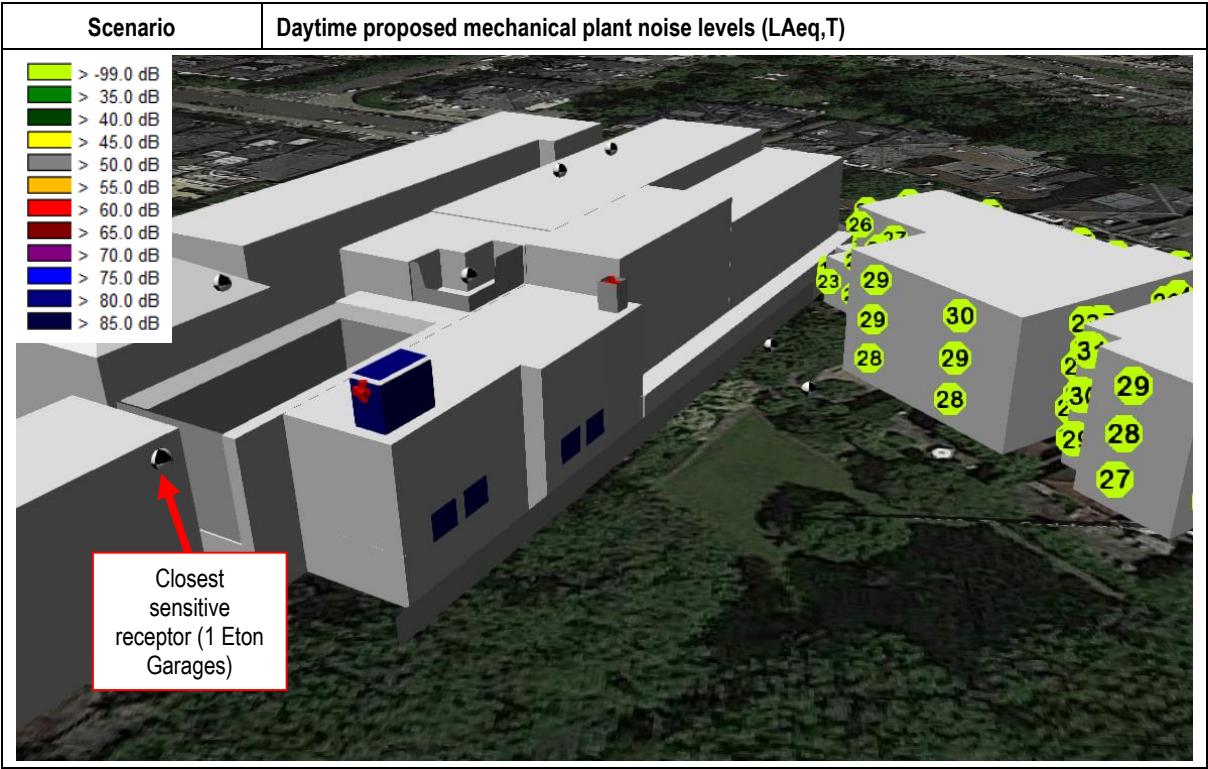 Scenario
Daytime proposed mechanical plant noise levels (LAeq,T)
> -99.0 dB
> 35.0 dB
> 40.0 dB
> 45.0 dB
> 50.0 dB
> 55.0 dB
> 60.0 dB
> 65.0 dB
> 70.0 dB
> 75.0 dB
> 80.0 dB
> 85.0 dB
26
23
29
29
28
30
29
28
29
28
27
Closest
sensitive
receptor (1 Eton
Garages)